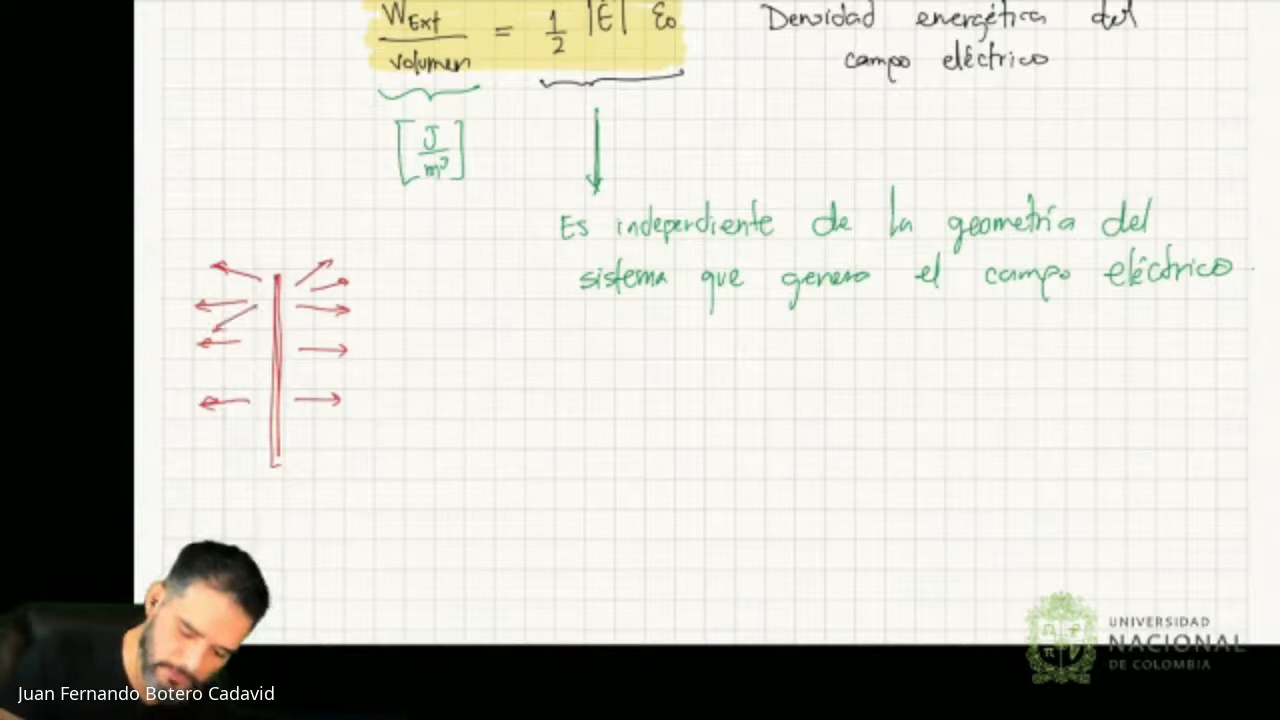 W_Ext / volumen = 1/2 |E| ε₀ Densidad energética del
campo eléctrico
[J/m³]
Es independiente de la geometría del
sistema que genera el campo eléctrico
UNIVERSIDAD
NACIONAL
DE COLOMBIA
Juan Fernando Botero Cadavid